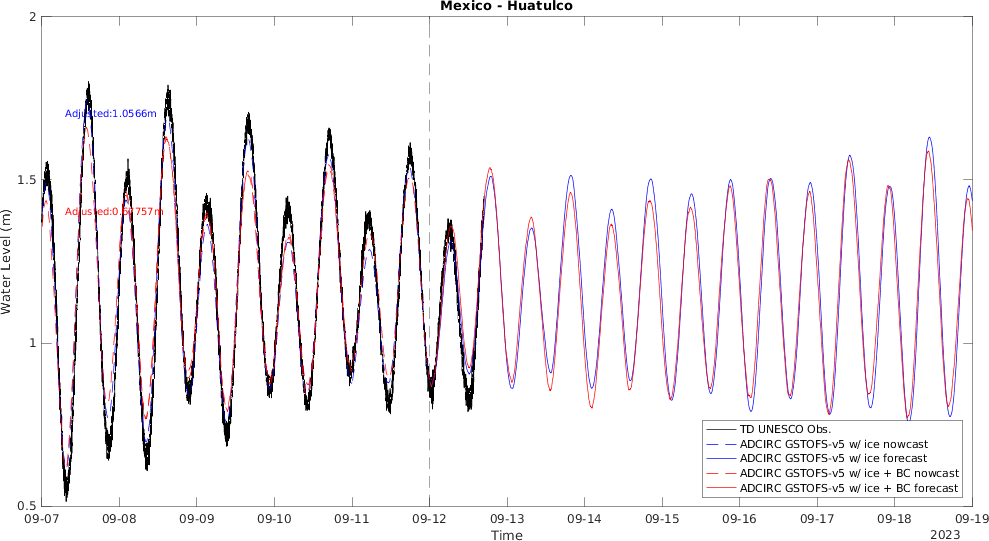 Mexico - Huatulco
Water Level (m)
2
1.5
1
0.5
Adjusted:1.0566m
09-07
09-08
09-09
09-10
09-11
09-12
09-13
09-14
09-15
09-16
09-17
09-18
09-19
Time
2023
TD UNESCO Obs.
ADCIRC GSTOFS-v5 w/ ice nowcast
ADCIRC GSTOFS-v5 w/ ice forecast
ADCIRC GSTOFS-v5 w/ ice + BC nowcast
ADCIRC GSTOFS-v5 w/ ice + BC forecast